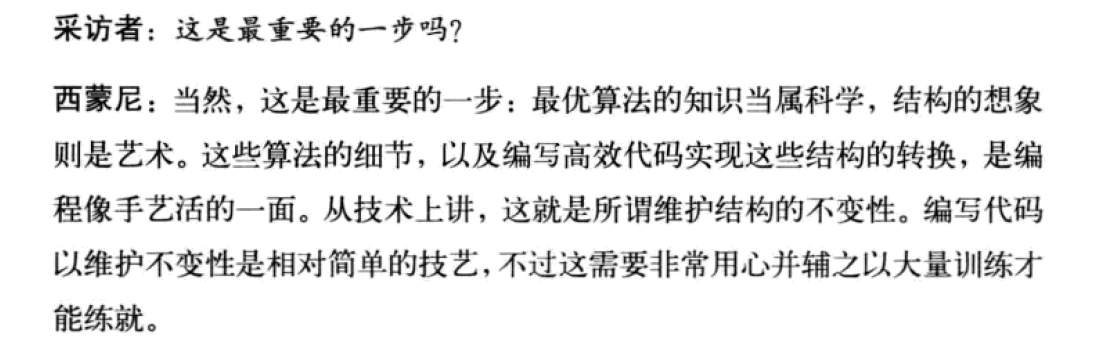 采访者：这是最重要的一步吗？
西蒙尼：当然，这是最重要的一步：最优算法的知识当属科学，结构的想象
则是艺术。这些算法的细节，以及编写高效代码实现这些结构的转换，是编
程像手艺活的一面。从技术上讲，这就是所谓维护结构的不变性。编写代码
以维护不变性是相对简单的技艺，不过这需要非常用心并辅之以大量训练才
能练就。